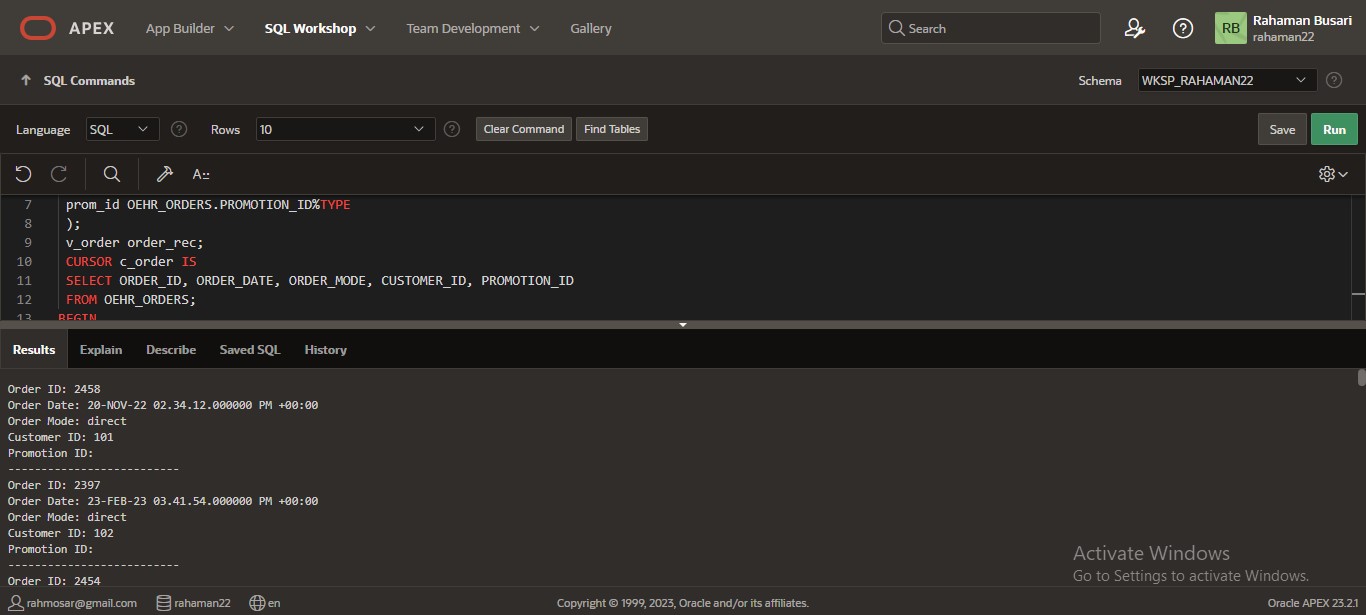 APEX App Builder SQL Workshop Team Development Gallery Search RB Rahaman Busari
rahaman22
SQL Commands Schema WKSP_RAHAMAN22
Language SQL Rows 10 Clear Command Find Tables Save Run
A::
7 prom_id OEHR_ORDERS.PROMOTION_ID%TYPE
8 );
9 v_order order_rec;
10 CURSOR c_order IS
11 SELECT ORDER_ID, ORDER_DATE, ORDER_MODE, CUSTOMER_ID, PROMOTION_ID
12 FROM OEHR_ORDERS;
13 BEGIN
Results Explain Describe Saved SQL History
Order ID: 2458
Order Date: 20-NOV-22 02.34.12.000000 PM +00:00
Order Mode: direct
Customer ID: 101
Promotion ID:
--------------------------
Order ID: 2397
Order Date: 23-FEB-23 03.41.54.000000 PM +00:00
Order Mode: direct
Customer ID: 102
Promotion ID:
--------------------------
Order ID: 2454
Activate Windows
Go to Settings to activate Windows.
rahmosar@gmail.com rahaman22 en Copyright © 1999, 2023, Oracle and/or its affiliates. Oracle APEX 23.2.1